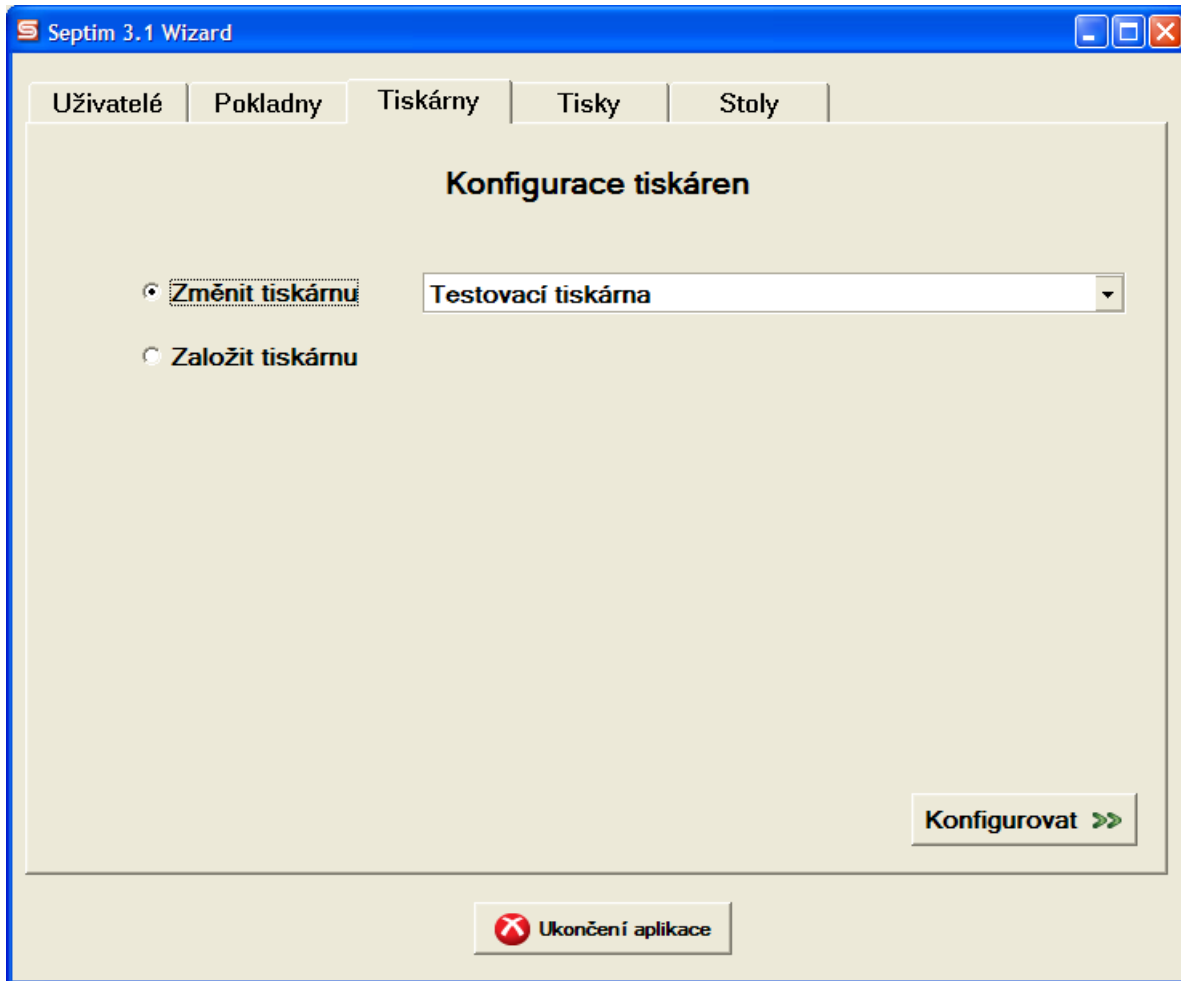 Septim 3.1 Wizard
Uživatelé Pokladny Tiskárny Tisky Stoly
Konfigurace tiskáren
Změnit tiskárnu Testovací tiskárna
Založit tiskárnu
Konfigurovat
Ukončení aplikace